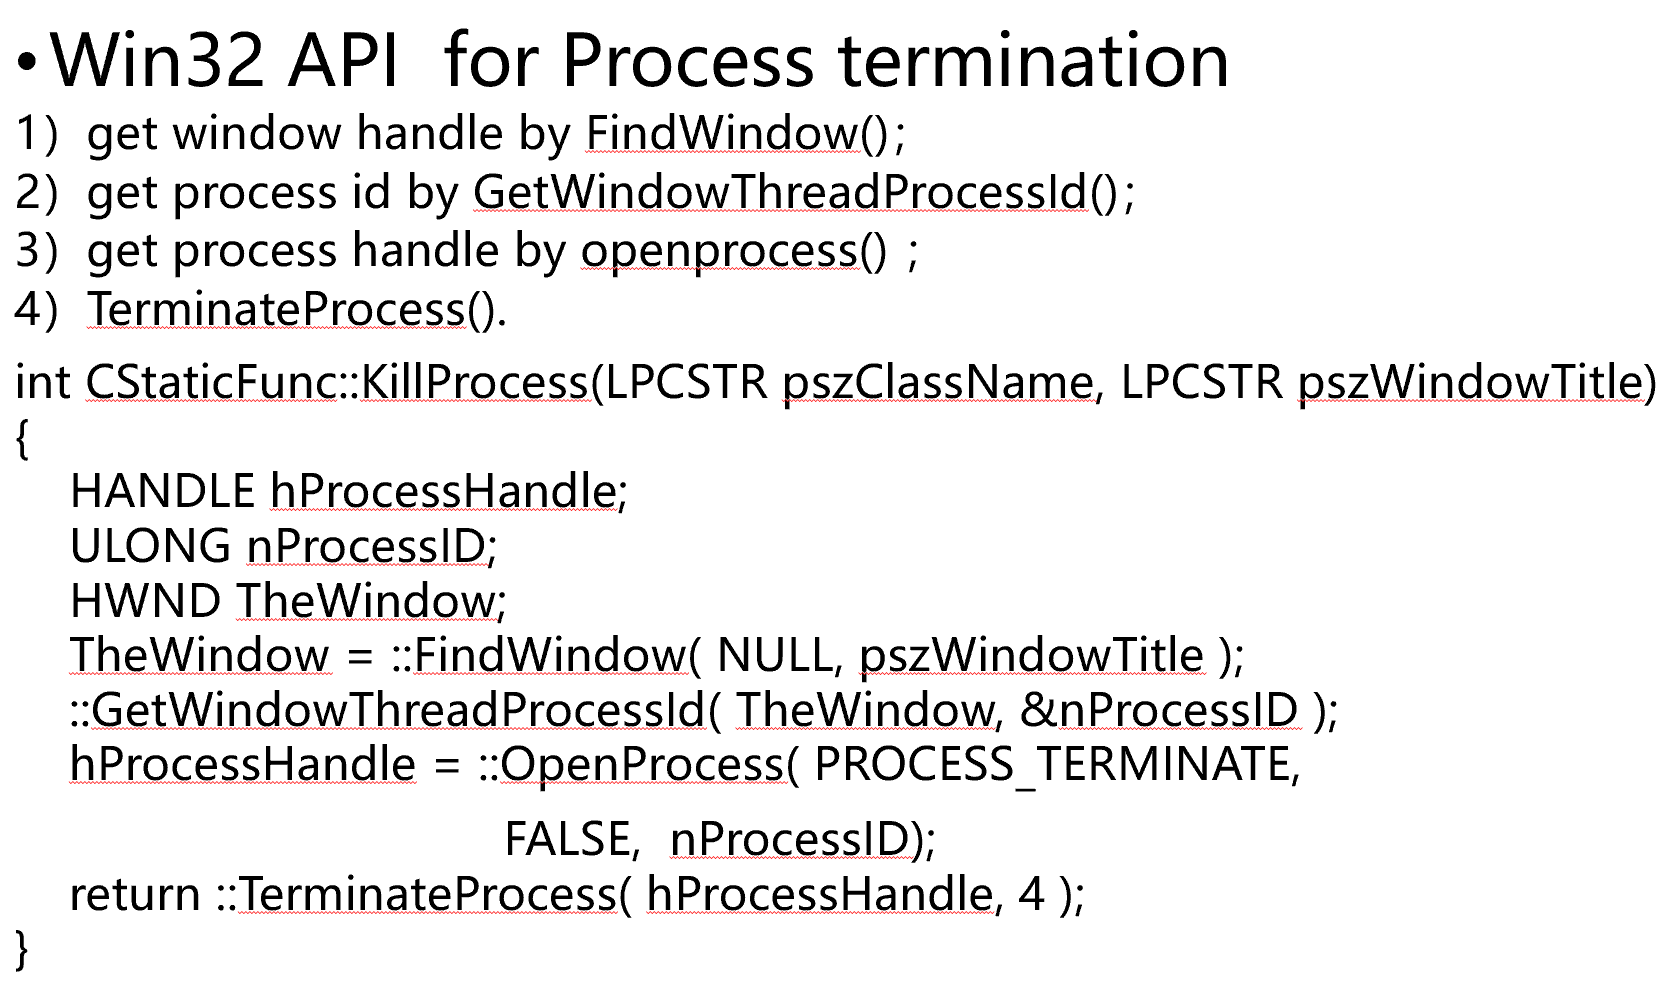 •Win32 API  for Process termination
1) get window handle by FindWindow();
2) get process id by GetWindowThreadProcessId();
3) get process handle by openprocess() ;
4) TerminateProcess().
int CStaticFunc::KillProcess(LPCSTR pszClassName, LPCSTR pszWindowTitle)
{
    HANDLE hProcessHandle;
    ULONG nProcessID;
    HWND TheWindow;
    TheWindow = ::FindWindow( NULL, pszWindowTitle );
    ::GetWindowThreadProcessId( TheWindow, &nProcessID );
    hProcessHandle = ::OpenProcess( PROCESS_TERMINATE,
                                    FALSE,  nProcessID);
    return ::TerminateProcess( hProcessHandle, 4 );
}